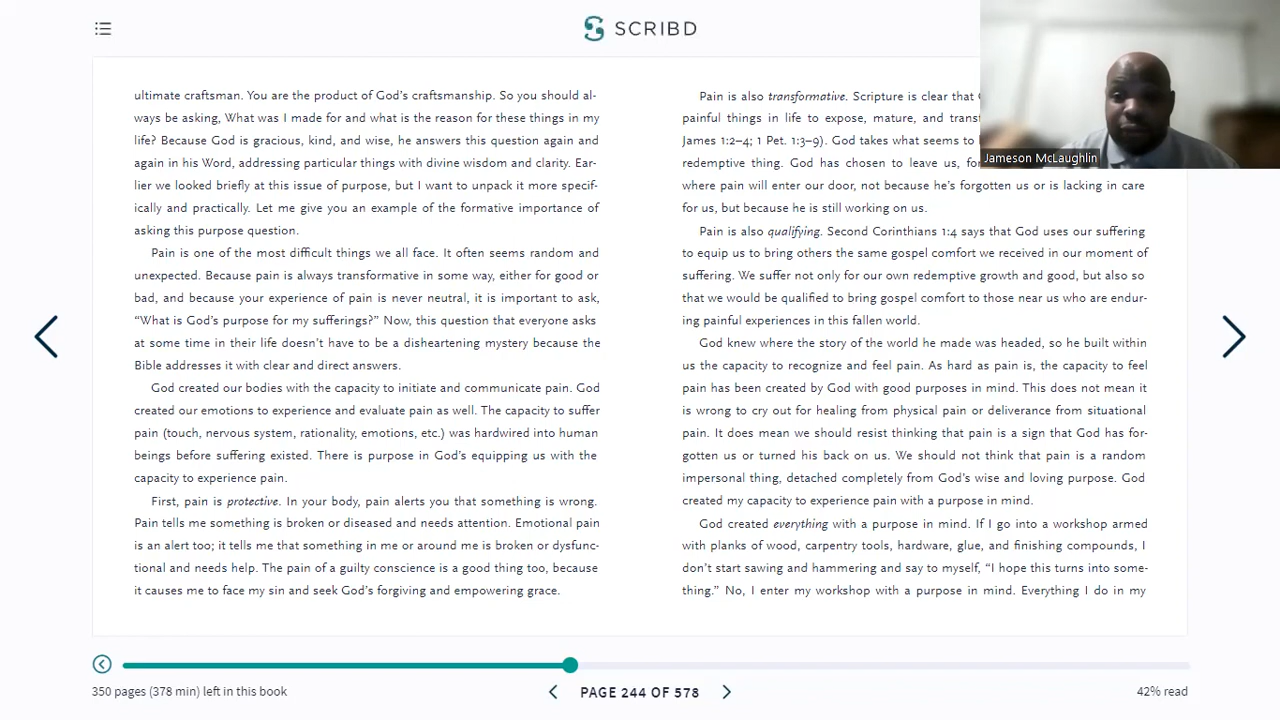 SCRIBD
ultimate craftsman. You are the product of God's craftsmanship. So you should al-
ways be asking, What was I made for and what is the reason for these things in my
life? Because God is gracious, kind, and wise, he answers this question again and
again in his Word, addressing particular things with divine wisdom and clarity. Ear-
lier we looked briefly at this issue of purpose, but I want to unpack it more specif-
ically and practically. Let me give you an example of the formative importance of
asking this purpose question.
Pain is one of the most difficult things we all face. It often seems random and
unexpected. Because pain is always transformative in some way, either for good or
bad, and because your experience of pain is never neutral, it is important to ask,
“What is God's purpose for my sufferings?” Now, this question that everyone asks
at some time in their life doesn't have to be a disheartening mystery because the
Bible addresses it with clear and direct answers.
God created our bodies with the capacity to initiate and communicate pain. God
created our emotions to experience and evaluate pain as well. The capacity to suffer
pain (touch, nervous system, rationality, emotions, etc.) was hardwired into human
beings before suffering existed. There is purpose in God's equipping us with the
capacity to experience pain.
First, pain is protective. In your body, pain alerts you that something is wrong.
Pain tells me something is broken or diseased and needs attention. Emotional pain
is an alert too; it tells me that something in me or around me is broken or dysfunc-
tional and needs help. The pain of a guilty conscience is a good thing too, because
it causes me to face my sin and seek God's forgiving and empowering grace.
Pain is also transformative. Scripture is clear that
painful things in life to expose, mature, and
James 1:2–4; 1 Pet. 1:3–9). God takes what seems to
redemptive thing. God has chosen to leave us,
where pain will enter our door, not because he's forgotten us or is lacking in care
for us, but because he is still working on us.
Pain is also qualifying. Second Corinthians 1:4 says that God uses our suffering
to equip us to bring others the same gospel comfort we received in our moment of
suffering. We suffer not only for our own redemptive growth and good, but also so
that we would be qualified to bring gospel comfort to those near us who are endur-
ing painful experiences in this fallen world.
God knew where the story of the world he made was headed, so he built within
us the capacity to recognize and feel pain. As hard as pain is, the capacity to feel
pain has been created by God with good purposes in mind. This does not mean it
is wrong to cry out for healing from physical pain or deliverance from situational
pain. It does mean we should resist thinking that pain is a sign that God has for-
gotten us or turned his back on us. We should not think that pain is a random
impersonal thing, detached completely from God's wise and loving purpose. God
created my capacity to experience pain with a purpose in mind.
God created everything with a purpose in mind. If I go into a workshop armed
with planks of wood, carpentry tools, hardware, glue, and finishing compounds, I
don't start sawing and hammering and say to myself, “I hope this turns into some-
thing.” No, I enter my workshop with a purpose in mind. Everything I do in my
Jameson McLaughlin
350 pages (378 min) left in this book
PAGE 244 OF 578
42% read